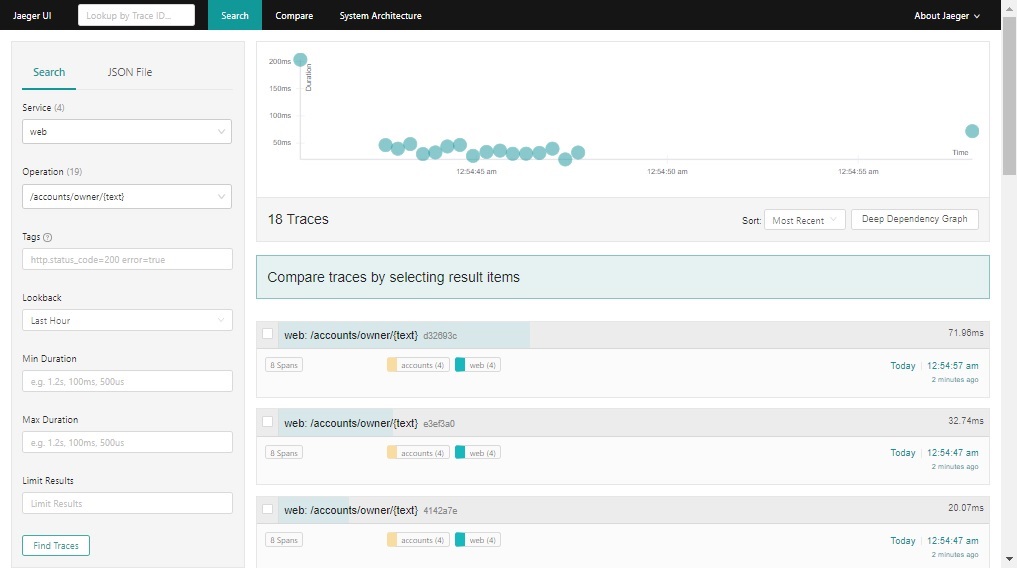 Jaeger UI Lookup by Trace ID... Search Compare System Architecture About Jaeger
Search JSON File
Service (4)
web
Operation (19)
/accounts/owner/{text}
Tags
http.status_code=200 error=true
Lookback
Last Hour
Min Duration
e.g. 1.2s, 100ms, 500us
Max Duration
e.g. 1.2s, 100ms, 500us
Limit Results
Limit Results
Find Traces
200ms
150ms
100ms
50ms
Duration
Time
12:54:45 am 12:54:50 am 12:54:55 am
18 Traces Sort: Most Recent Deep Dependency Graph
Compare traces by selecting result items
web: /accounts/owner/{text} d32693c 71.96ms
8 Spans accounts (4) web (4) Today 12:54:57 am
2 minutes ago
web: /accounts/owner/{text} e3ef3a0 32.74ms
8 Spans accounts (4) web (4) Today 12:54:47 am
2 minutes ago
web: /accounts/owner/{text} 4142a7e 20.07ms
8 Spans accounts (4) web (4) Today 12:54:47 am
2 minutes ago